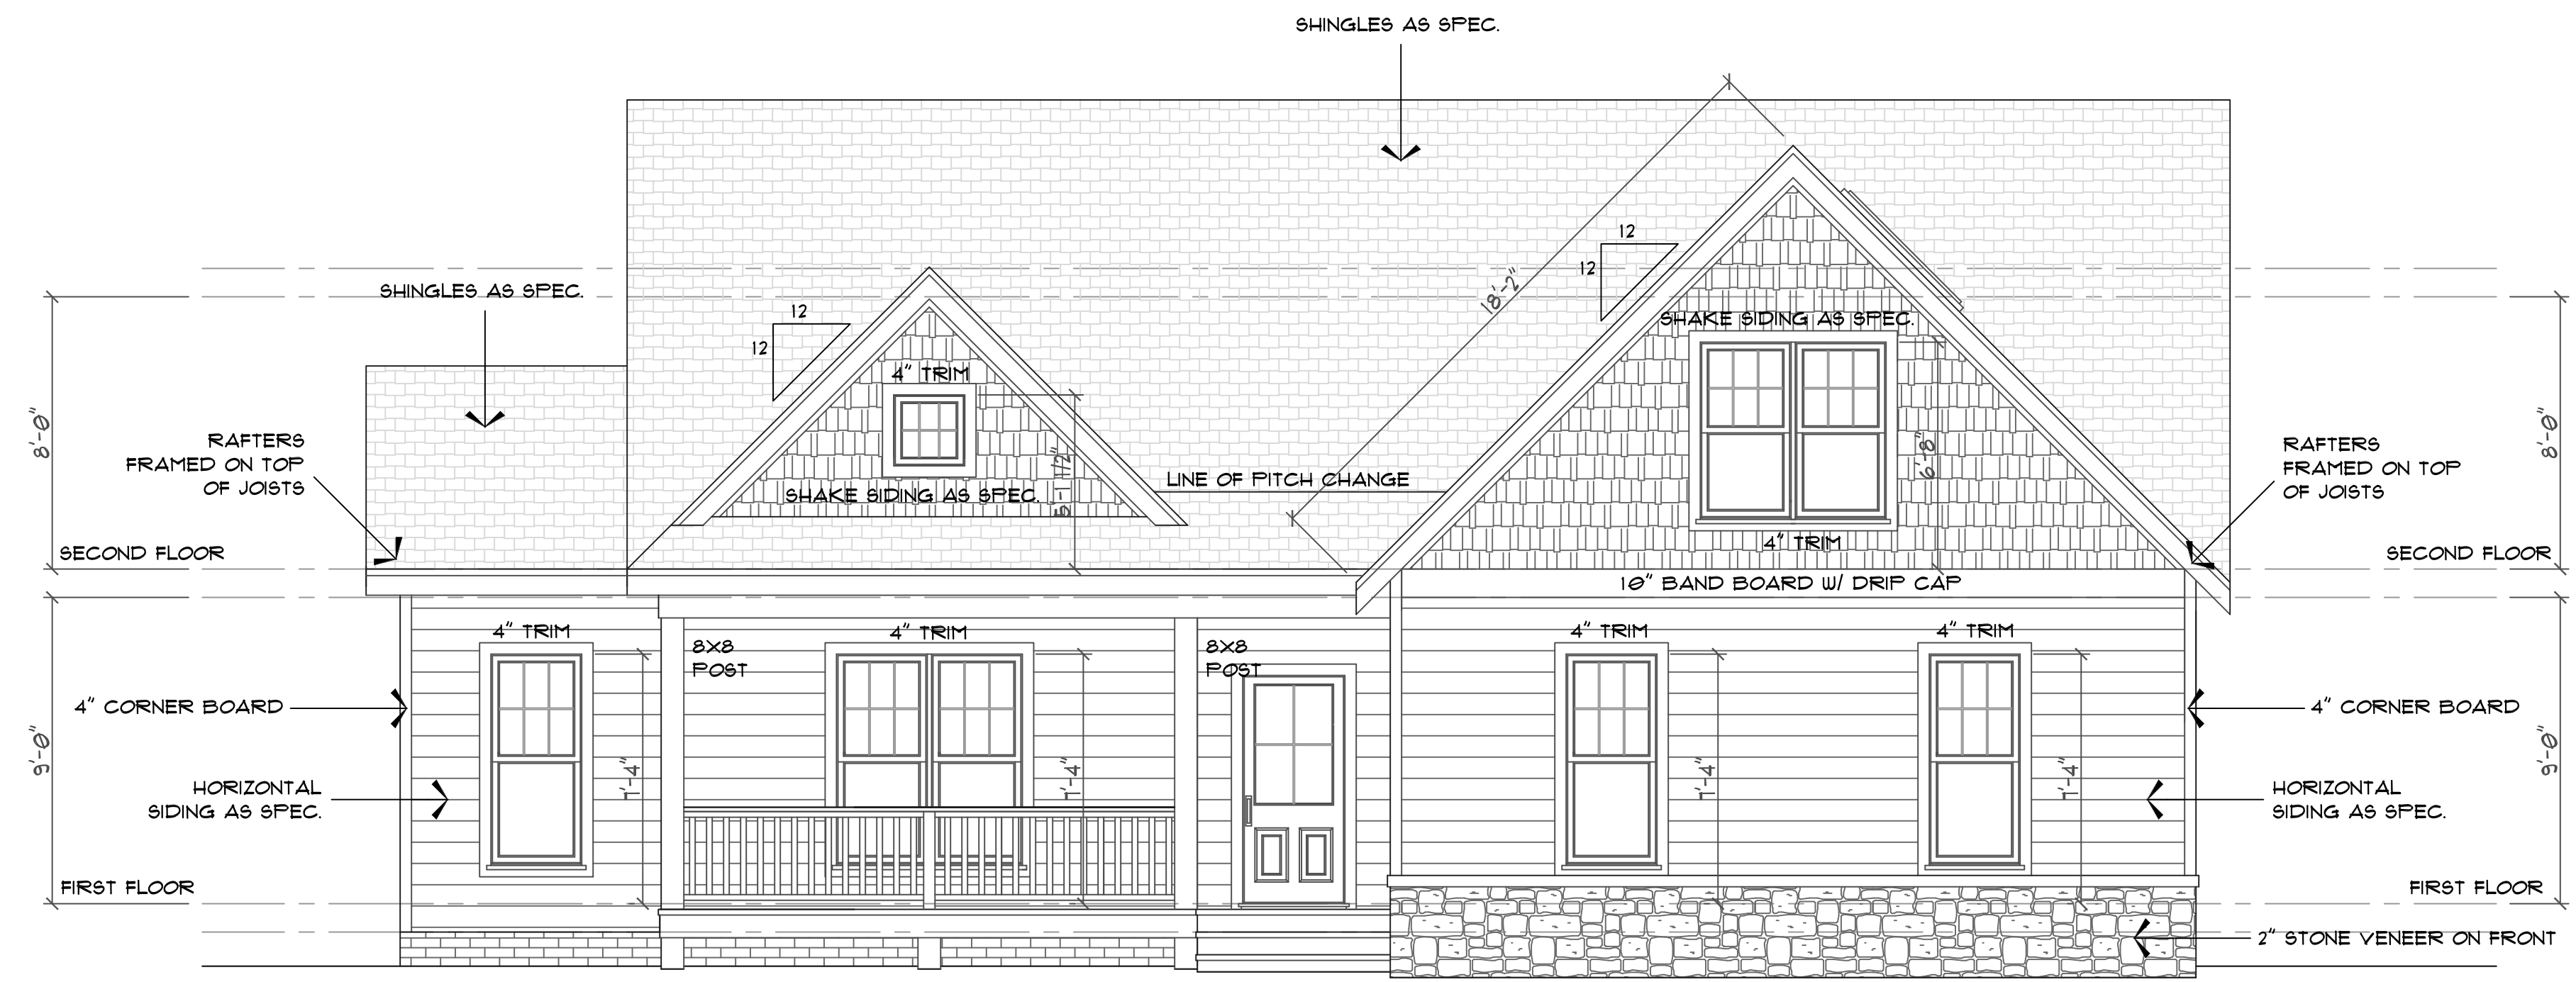 SHINGLES AS SPEC.
12
12
18'-2"
SHINGLES AS SPEC.
12
12
SHAKE SIDING AS SPEC.
4" TRIM
8'-0"
8'-0"
RAFTERS
FRAMED ON TOP
OF JOISTS
6'-8"
RAFTERS
FRAMED ON TOP
OF JOISTS
LINE OF PITCH CHANGE
SHAKE SIDING AS SPEC.
5'-1 1/2"
4" TRIM
SECOND FLOOR
SECOND FLOOR
10" BAND BOARD W/ DRIP CAP
4" TRIM
4" TRIM
4" TRIM
4" TRIM
8X8
POST
8X8
POST
4" CORNER BOARD
4" CORNER BOARD
9'-0"
9'-0"
1'-4"
1'-4"
1'-4"
1'-4"
HORIZONTAL
SIDING AS SPEC.
HORIZONTAL
SIDING AS SPEC.
FIRST FLOOR
FIRST FLOOR
2" STONE VENEER ON FRONT